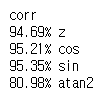 corr
94.69% z
95.21% cos
95.35% sin
80.98% atan2